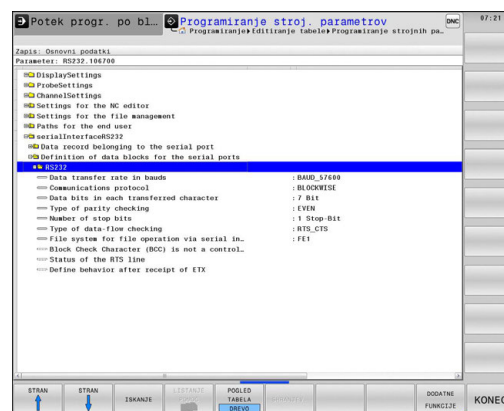 Potek progr. po bl…
Programiranje stroj. parametrov
DNC
07:21
Programiranje▸Editiranje tabele▸Programiranje strojnih pa…
Zapis: Osnovni podatki
Parameter: RS232.106700
DisplaySettings
ProbeSettings
ChannelSettings
Settings for the NC editor
Settings for the file management
Paths for the end user
serialInterfaceRS232
Data record belonging to the serial port
Definition of data blocks for the serial ports
RS232
Data transfer rate in bauds :BAUD_57600
Communications protocol :BLOCKWISE
Data bits in each transferred character :7 Bit
Type of parity checking :EVEN
Number of stop bits :1 Stop-Bit
Type of data-flow checking :RTS_CTS
File system for file operation via serial in… :FE1
Block Check Character (BCC) is not a control…
Status of the RTS line
Define behavior after receipt of ETX
STRAN
STRAN
ISKANJE
POGLED
TABELA
DREVO
DODATNE
FUNKCIJE
KONEC